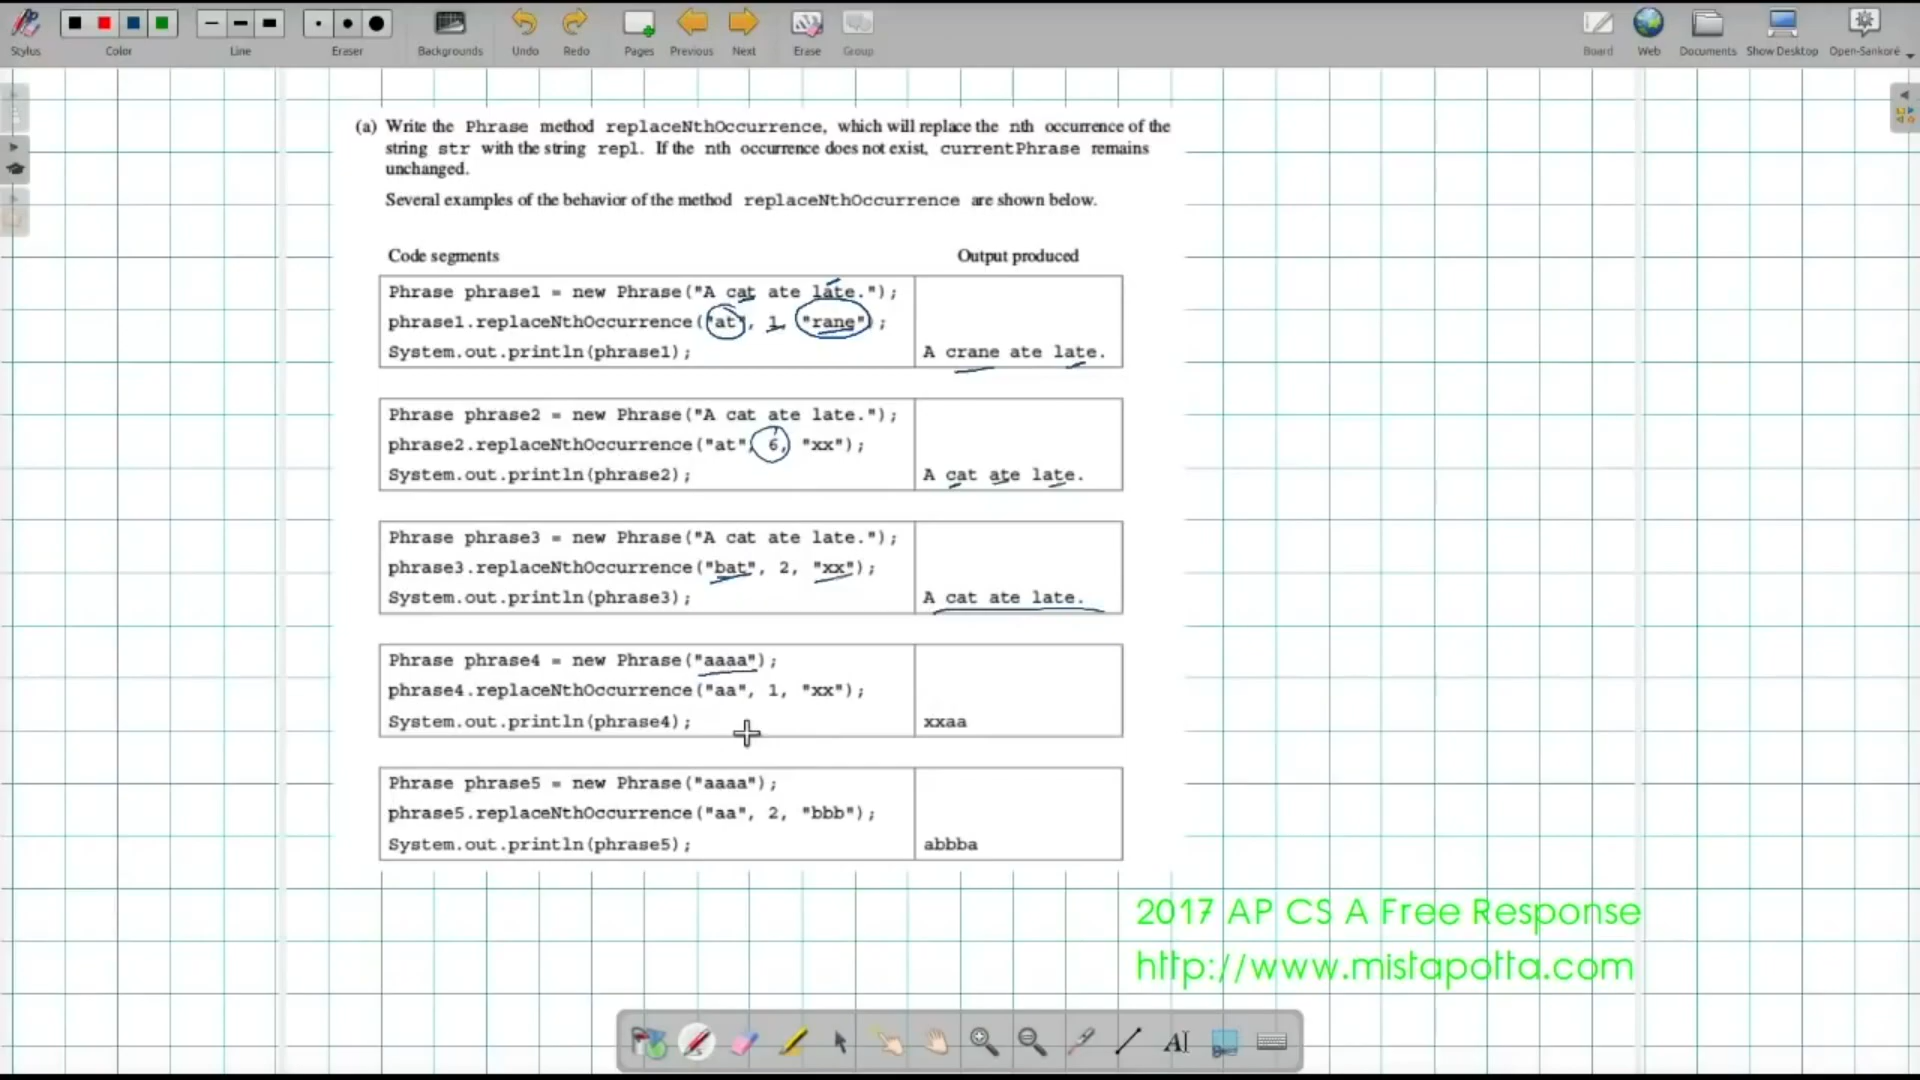 Stylus Color Line Eraser Backgrounds Undo Redo Pages Previous Next Erase Group Board Web Documents Show Desktop Open-Sankoré
(a) Write the Phrase method replaceNthOccurrence, which will replace the nth occurrence of the
string str with the string repl. If the nth occurrence does not exist, currentPhrase remains
unchanged.
Several examples of the behavior of the method replaceNthOccurrence are shown below.
Code segments Output produced
Phrase phrase1 = new Phrase("A cat ate late.");
phrase1.replaceNthOccurrence("at", 1, "rane");
System.out.println(phrase1); A crane ate late.
Phrase phrase2 = new Phrase("A cat ate late.");
phrase2.replaceNthOccurrence("at", 6, "xx");
System.out.println(phrase2); A cat ate late.
Phrase phrase3 = new Phrase("A cat ate late.");
phrase3.replaceNthOccurrence("bat", 2, "xx");
System.out.println(phrase3); A cat ate late.
Phrase phrase4 = new Phrase("aaaa");
phrase4.replaceNthOccurrence("aa", 1, "xx");
System.out.println(phrase4); xxaa
Phrase phrase5 = new Phrase("aaaa");
phrase5.replaceNthOccurrence("aa", 2, "bbb");
System.out.println(phrase5); abbba
2017 AP CS A Free Response
http://www.mistapotta.com
AI